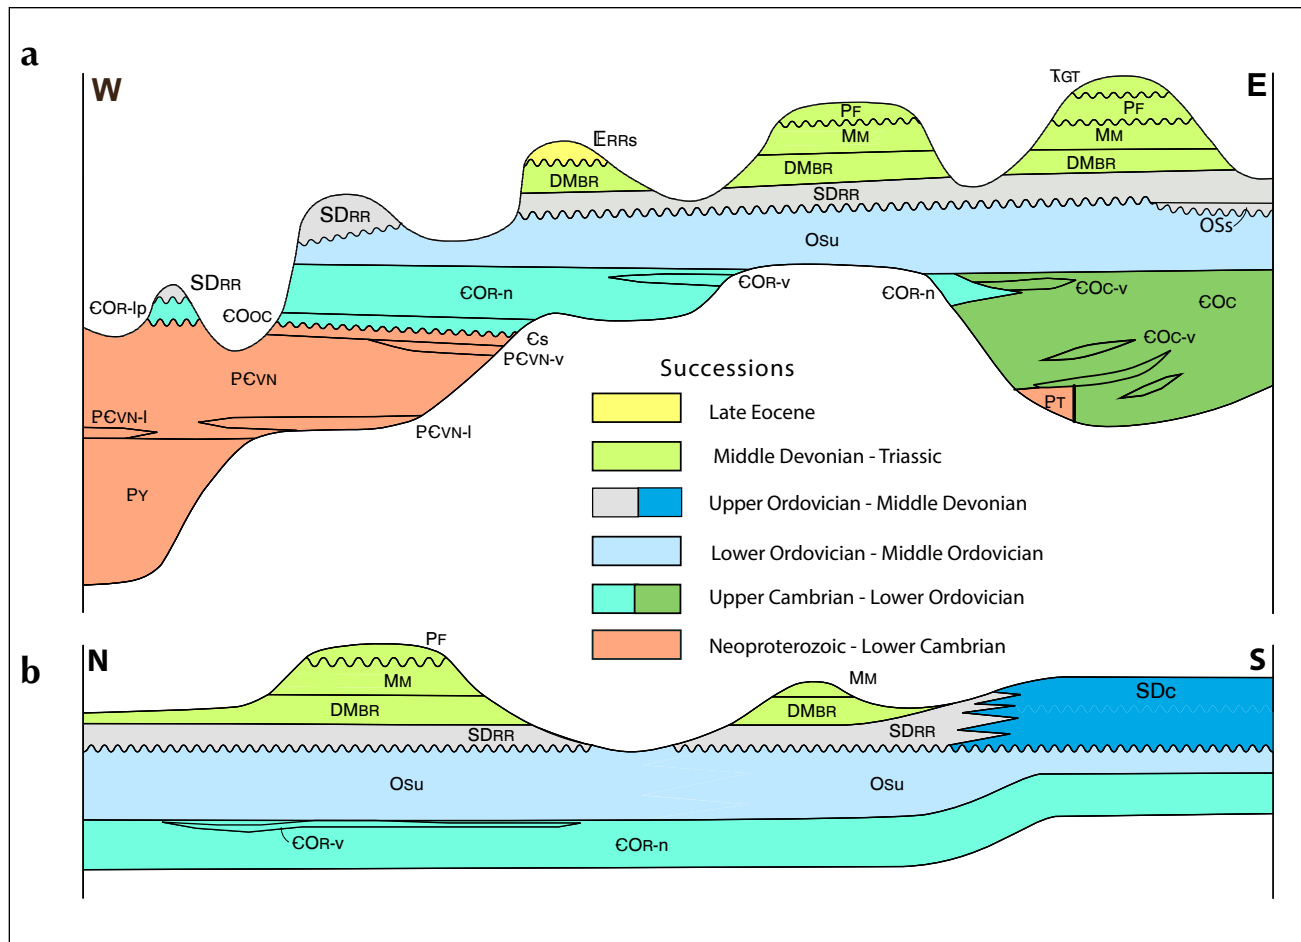 a
W
E
ꞆGT
PF
MM
DMBR
PF
MM
DMBR
ERRS
DMBR
SDRR
SDRR
OSs
OSU
SDRR
ЄOR-lp
ЄOOC
ЄOR-n
ЄOR-v
ЄOR-n
ЄOC-v
ЄOC
ЄOC-v
ЄS
PЄVN-v
PЄVN
PЄVN-l
PЄVN-l
PT
PY
Successions
Late Eocene
Middle Devonian - Triassic
Upper Ordovician - Middle Devonian
Lower Ordovician - Middle Ordovician
Upper Cambrian - Lower Ordovician
Neoproterozoic - Lower Cambrian
b
N
S
PF
MM
DMBR
SDRR
MM
DMBR
SDRR
SDC
OSU
OSU
ЄOR-v
ЄOR-n